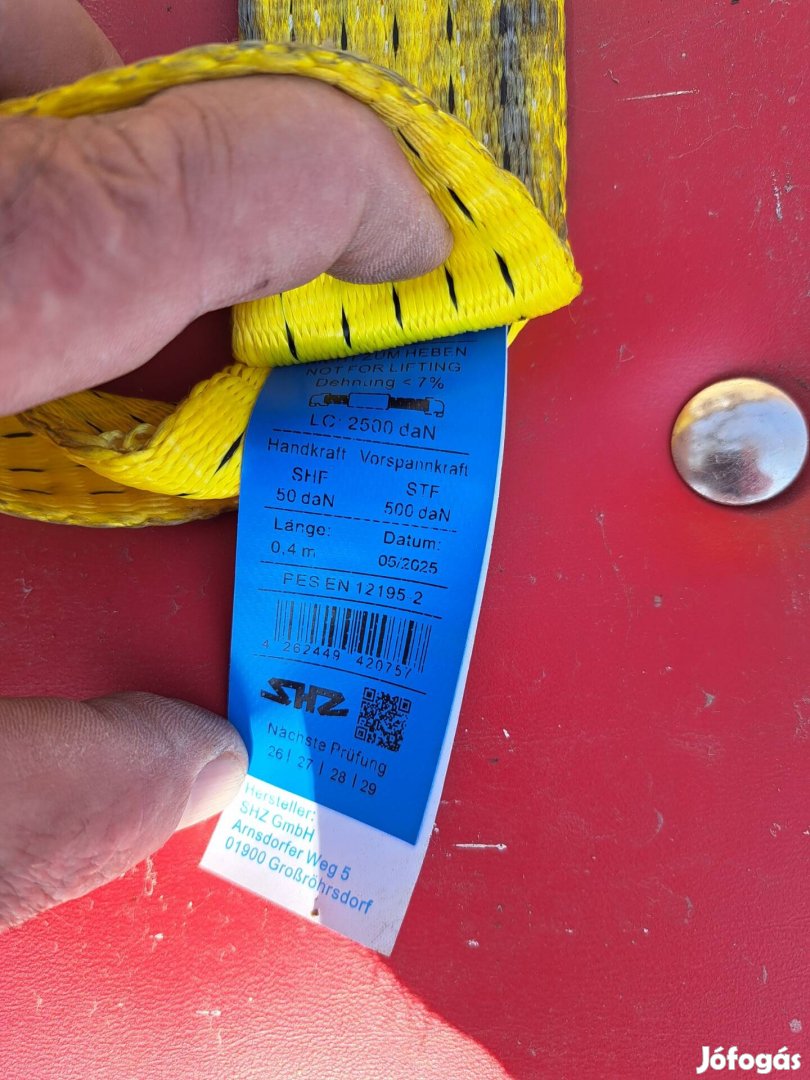 ZUM HEBEN
NOT FOR LIFTING
Dehnung < 7%
LC: 2500 daN
Handkraft Vorspannkraft
SHF STF
50 daN 500 daN
Länge: Datum:
0,4 m 05/2025
PES EN 12195-2
4 262449 420757
SHZ
Nächste Prüfung
26 | 27 | 28 | 29
Hersteller:
SHZ GmbH
Arnsdorfer Weg 5
01900 Großröhrsdorf
Jófogás